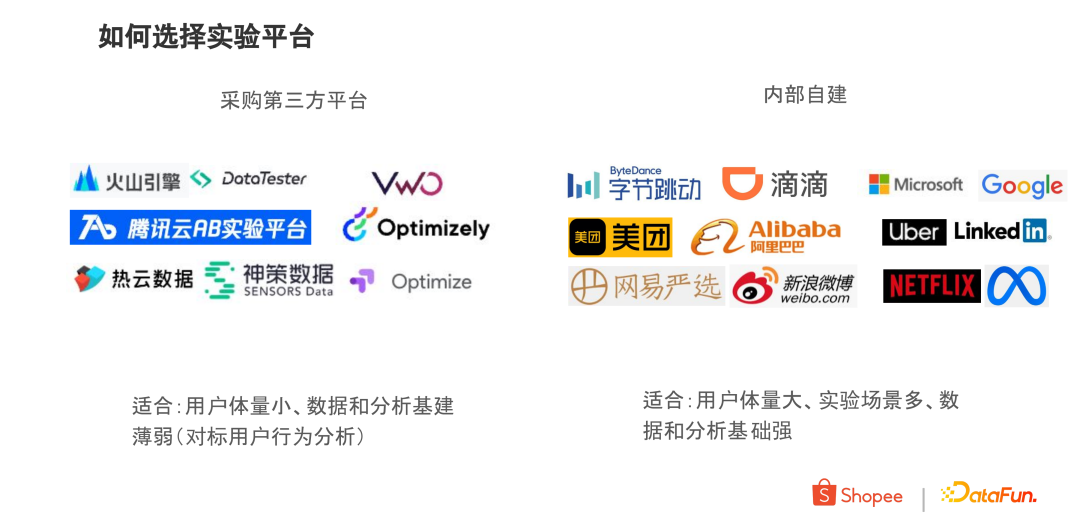 如何选择实验平台
采购第三方平台
内部自建
火山引擎 DataTester VWO
腾讯云AB实验平台 Optimizely
热云数据 神策数据 SENSORS Data Optimize
ByteDance
字节跳动 滴滴 Microsoft Google
美团 美团 Alibaba 阿里巴巴 Uber LinkedIn
网易严选 新浪微博 weibo.com NETFLIX
适合：用户体量小、数据和分析基建
薄弱（对标用户行为分析）
适合：用户体量大、实验场景多、数
据和分析基础强
Shopee | DataFun.